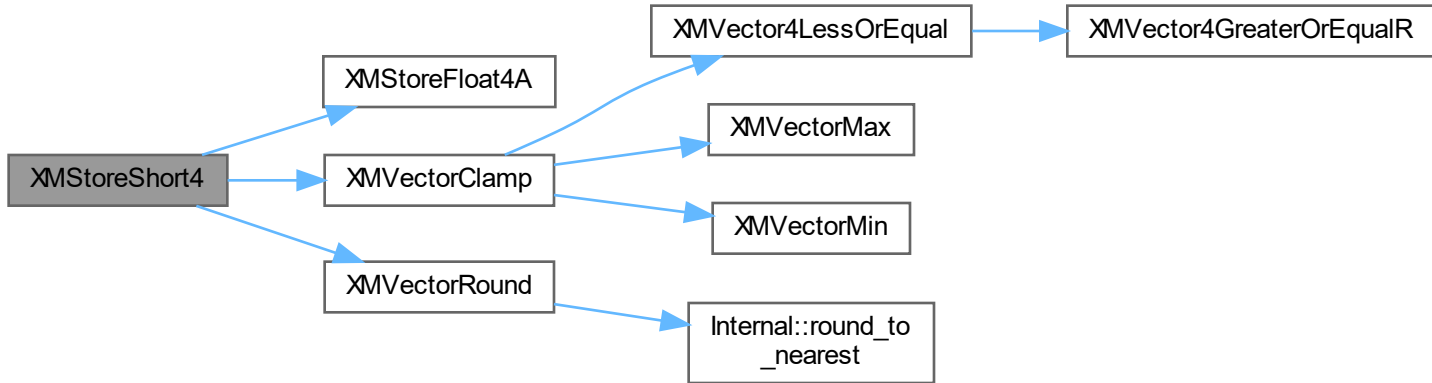 XMStoreShort4
XMStoreFloat4A
XMVectorClamp
XMVector4LessOrEqual
XMVector4GreaterOrEqualR
XMVectorMax
XMVectorMin
XMVectorRound
Internal::round_to
_nearest